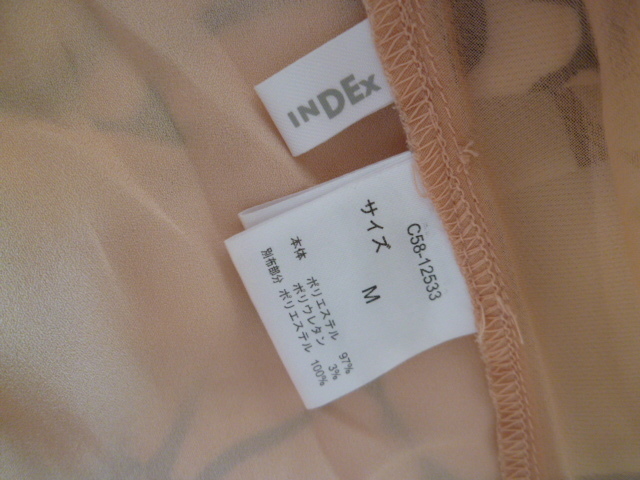 INDEX
C58-12533
サイズ M
本体 ポリエステル 97%
ポリウレタン 3%
別布部分 ポリエステル 100%